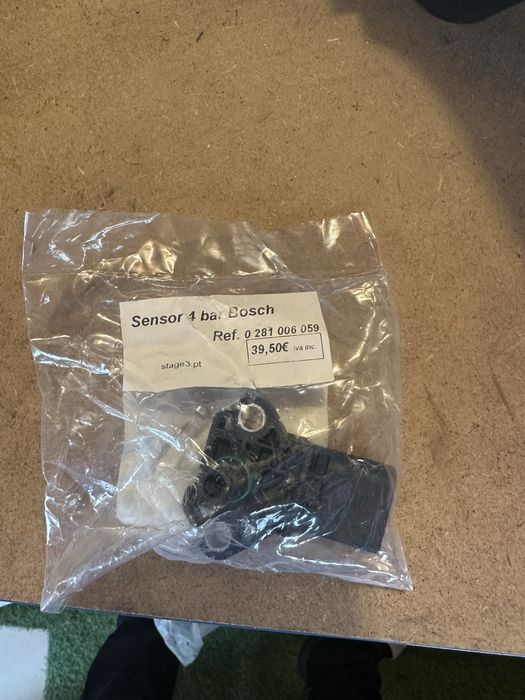 Sensor 4 bar Bosch
Ref. 0 281 006 059
39,50€ iva inc.
stage3.pt